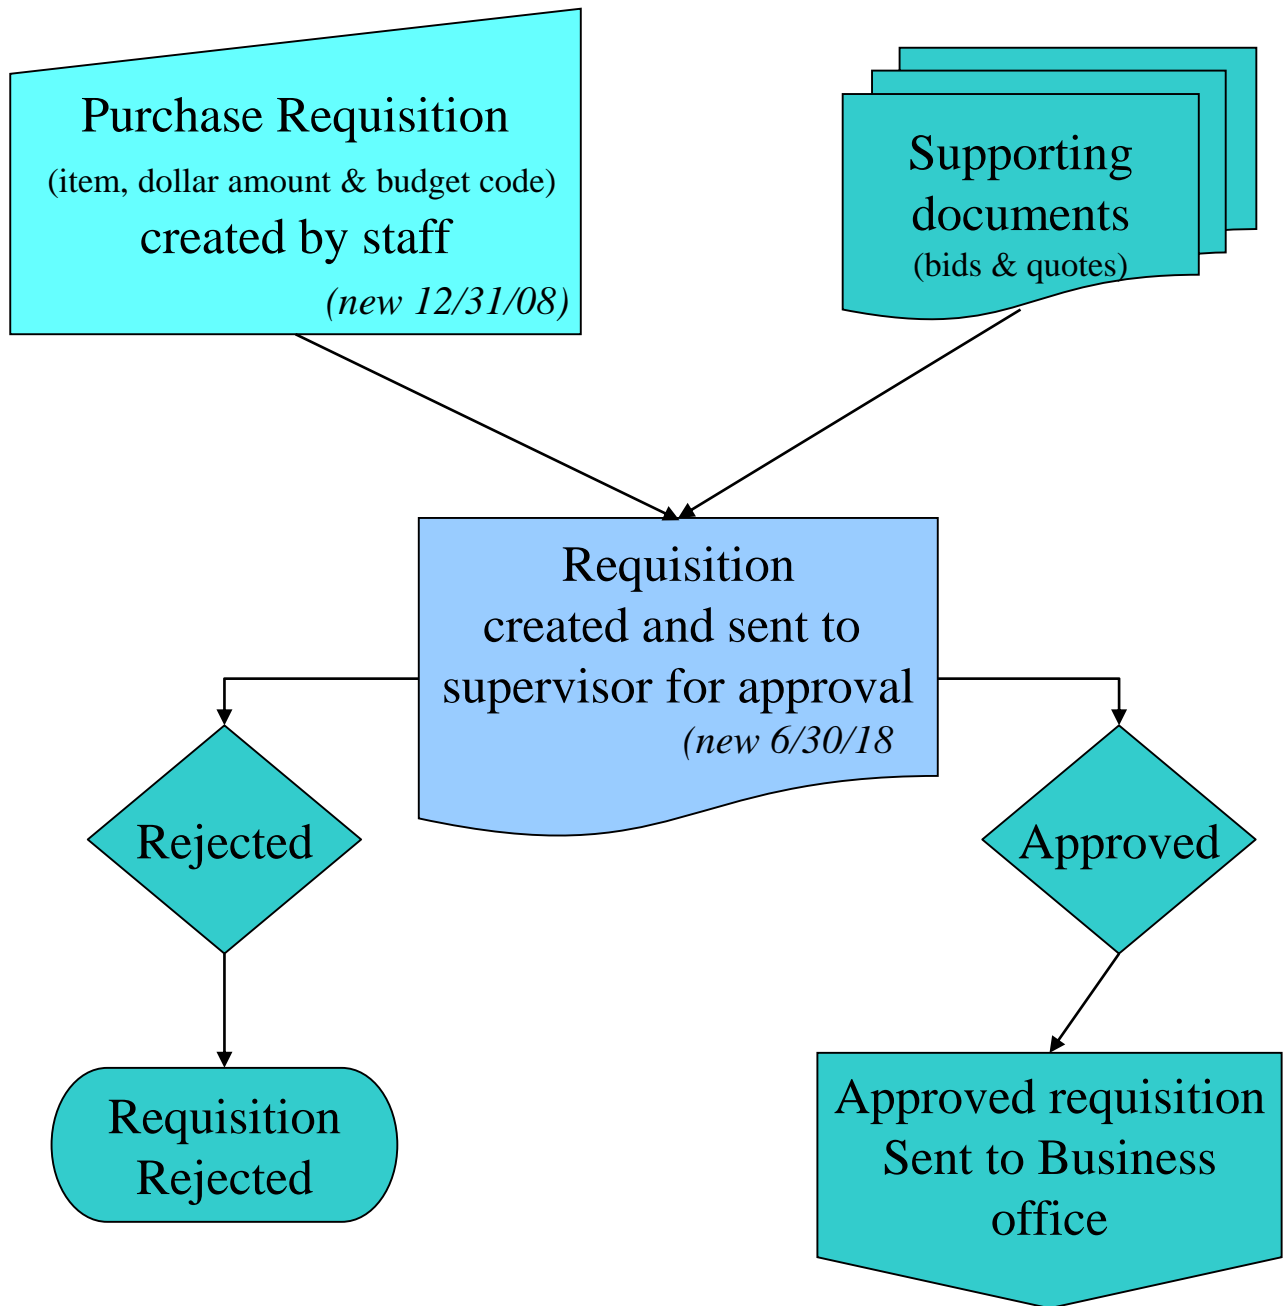 Purchase Requisition
(item, dollar amount & budget code)
created by staff
(new 12/31/08)
Supporting
documents
(bids & quotes)
Requisition
created and sent to
supervisor for approval
(new 6/30/18
Rejected
Approved
Requisition
Rejected
Approved requisition
Sent to Business
office